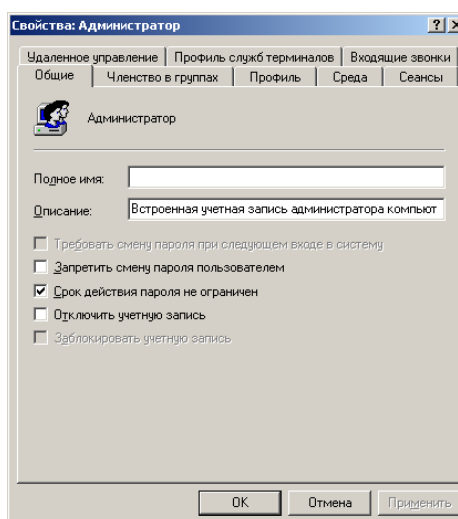 Свойства: Администратор
Удаленное управление Профиль служб терминалов Входящие звонки
Общие Членство в группах Профиль Среда Сеансы
Администратор
Полное имя:
Описание: Встроенная учетная запись администратора компьют
Требовать смену пароля при следующем входе в систему
Запретить смену пароля пользователем
Срок действия пароля не ограничен
Отключить учетную запись
Заблокировать учетную запись
OK Отмена Применить